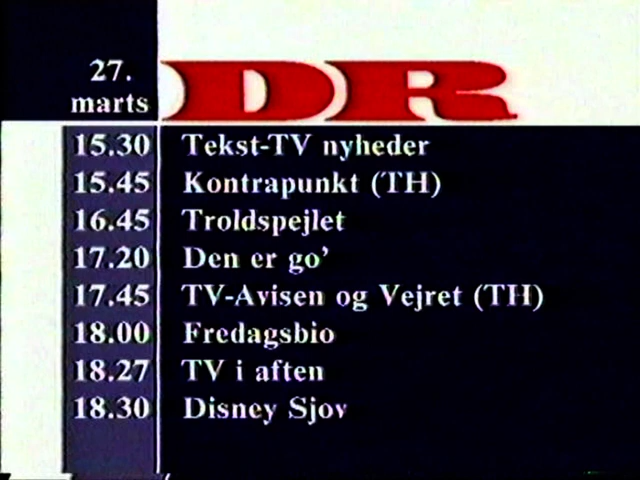 27.
marts
DR
15.30 Tekst-TV nyheder
15.45 Kontrapunkt (TH)
16.45 Troldspejlet
17.20 Den er go'
17.45 TV-Avisen og Vejret (TH)
18.00 Fredagsbio
18.27 TV i aften
18.30 Disney Sjov